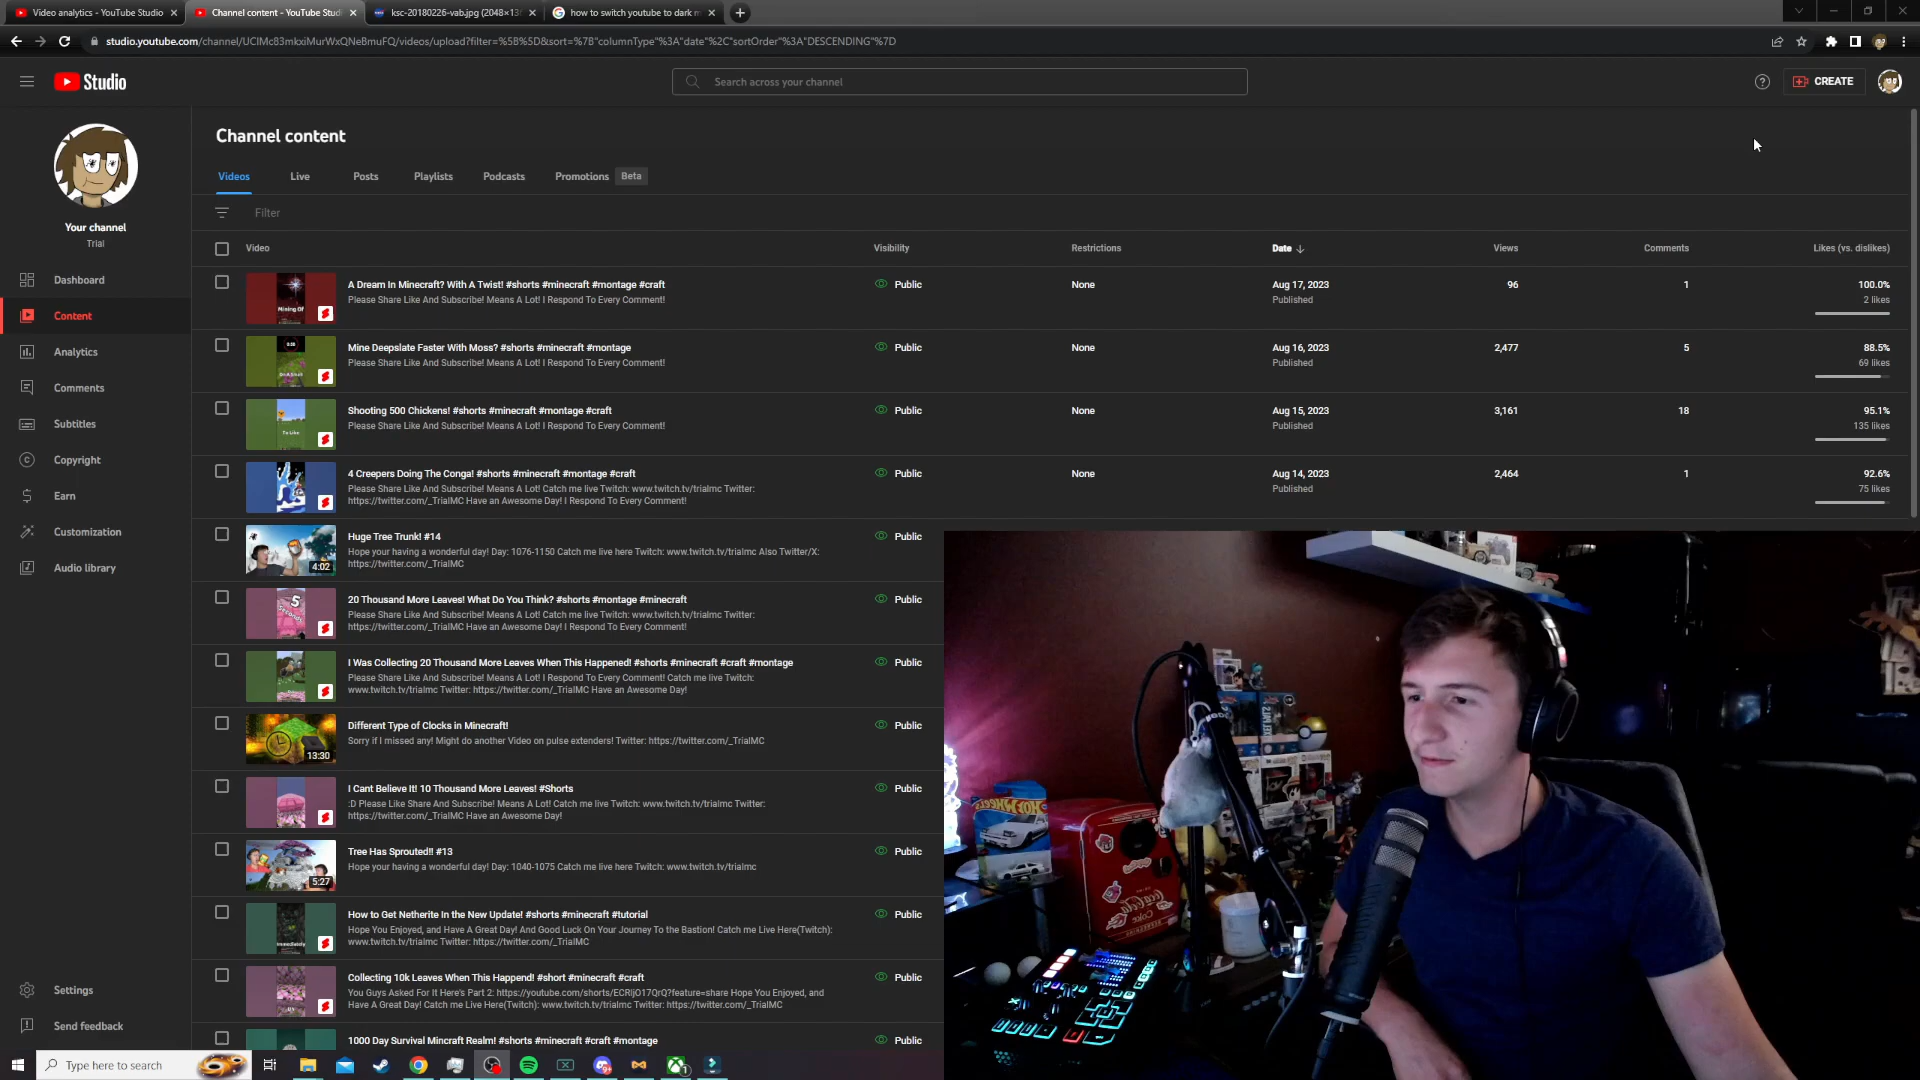 Video analytics - YouTube Studio
Channel content - YouTube Stud
ksc-20180226-vab.jpg (2048×13
how to switch youtube to dark m
studio.youtube.com/channel/UCIMc83mkxiMurWxQNeBmuFQ/videos/upload?filter=%5B%5D&sort=%7B"columnType"%3A"date"%2C"sortOrder"%3A"DESCENDING"%7D
Studio
Search across your channel
CREATE
Channel content
Your channel
Trial
Videos Live Posts Playlists Podcasts Promotions Beta
Filter
Video Visibility Restrictions Date Views Comments Likes (vs. dislikes)
Dashboard
Content
Analytics
Comments
Subtitles
Copyright
Earn
Customization
Audio library
Settings
Send feedback
A Dream In Minecraft? With A Twist! #shorts #minecraft #montage #craft
Please Share Like And Subscribe! Means A Lot! I Respond To Every Comment!
Mining Of
Public None Aug 17, 2023 96 1 100.0%
Published 2 likes
Mine Deepslate Faster With Moss? #shorts #minecraft #montage
Please Share Like And Subscribe! Means A Lot! I Respond To Every Comment!
Public None Aug 16, 2023 2,477 5 88.5%
Published 69 likes
Shooting 500 Chickens! #shorts #minecraft #montage #craft
Please Share Like And Subscribe! Means A Lot! I Respond To Every Comment!
To Like
Public None Aug 15, 2023 3,161 18 95.1%
Published 135 likes
4 Creepers Doing The Conga! #shorts #minecraft #montage #craft
Please Share Like And Subscribe! Means A Lot! Catch me live Twitch: www.twitch.tv/trialmc Twitter:
https://twitter.com/_TrialMC Have an Awesome Day! I Respond To Every Comment!
Public None Aug 14, 2023 2,464 1 92.6%
Published 75 likes
Huge Tree Trunk! #14
Hope your having a wonderful day! Day: 1076-1150 Catch me live here Twitch: www.twitch.tv/trialmc Also Twitter/X:
https://twitter.com/_TrialMC
4:02
Public
20 Thousand More Leaves! What Do You Think? #shorts #montage #minecraft
Please Share Like And Subscribe! Means A Lot! Catch me live Twitch: www.twitch.tv/trialmc Twitter:
https://twitter.com/_TrialMC Have an Awesome Day! I Respond To Every Comment!
5
Seconds
Public
I Was Collecting 20 Thousand More Leaves When This Happened! #shorts #minecraft #craft #montage
Please Share Like And Subscribe! Means A Lot! I Respond To Every Comment! Catch me live Twitch:
www.twitch.tv/trialmc Twitter: https://twitter.com/_TrialMC Have an Awesome Day!
Public
Different Type of Clocks in Minecraft!
Sorry if I missed any! Might do another Video on pulse extenders! Twitter: https://twitter.com/_TrialMC
13:30
Public
I Cant Believe It! 10 Thousand More Leaves! #Shorts
:D Please Like Share And Subscribe! Means A Lot! Catch me live Twitch: www.twitch.tv/trialmc Twitter:
https://twitter.com/_TrialMC Have an Awesome Day!
Public
Tree Has Sprouted!! #13
Hope your having a wonderful day! Day: 1040-1075 Catch me live here Twitch: www.twitch.tv/trialmc
5:27
Public
How to Get Netherite In the New Update! #shorts #minecraft #tutorial
Hope You Enjoyed, and Have A Great Day! And Good Luck On Your Journey To the Bastion! Catch me Live Here(Twitch):
www.twitch.tv/trialmc Twitter: https://twitter.com/_TrialMC
Immediately
Public
Collecting 10k Leaves When This Happend! #short #minecraft #craft
You Guys Asked For It Here's Part 2: https://youtube.com/shorts/ECRljO17QrQ?feature=share Hope You Enjoyed, and
Have A Great Day! Catch me Live Here(Twitch): www.twitch.tv/trialmc Twitter: https://twitter.com/_TrialMC
Public
1000 Day Survival Mincraft Realm! #shorts #minecraft #craft #montage
Public
Hot Wheels
Coca-Cola
Coke
Type here to search